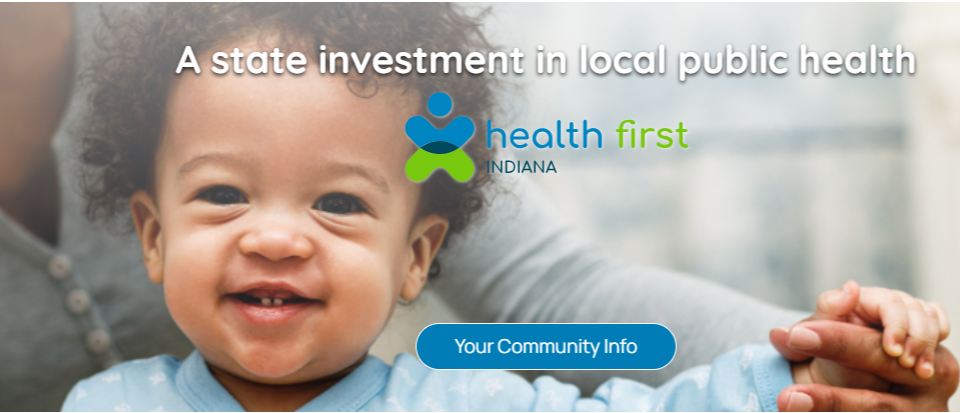 A state investment in local public health
health first
INDIANA
Your Community Info